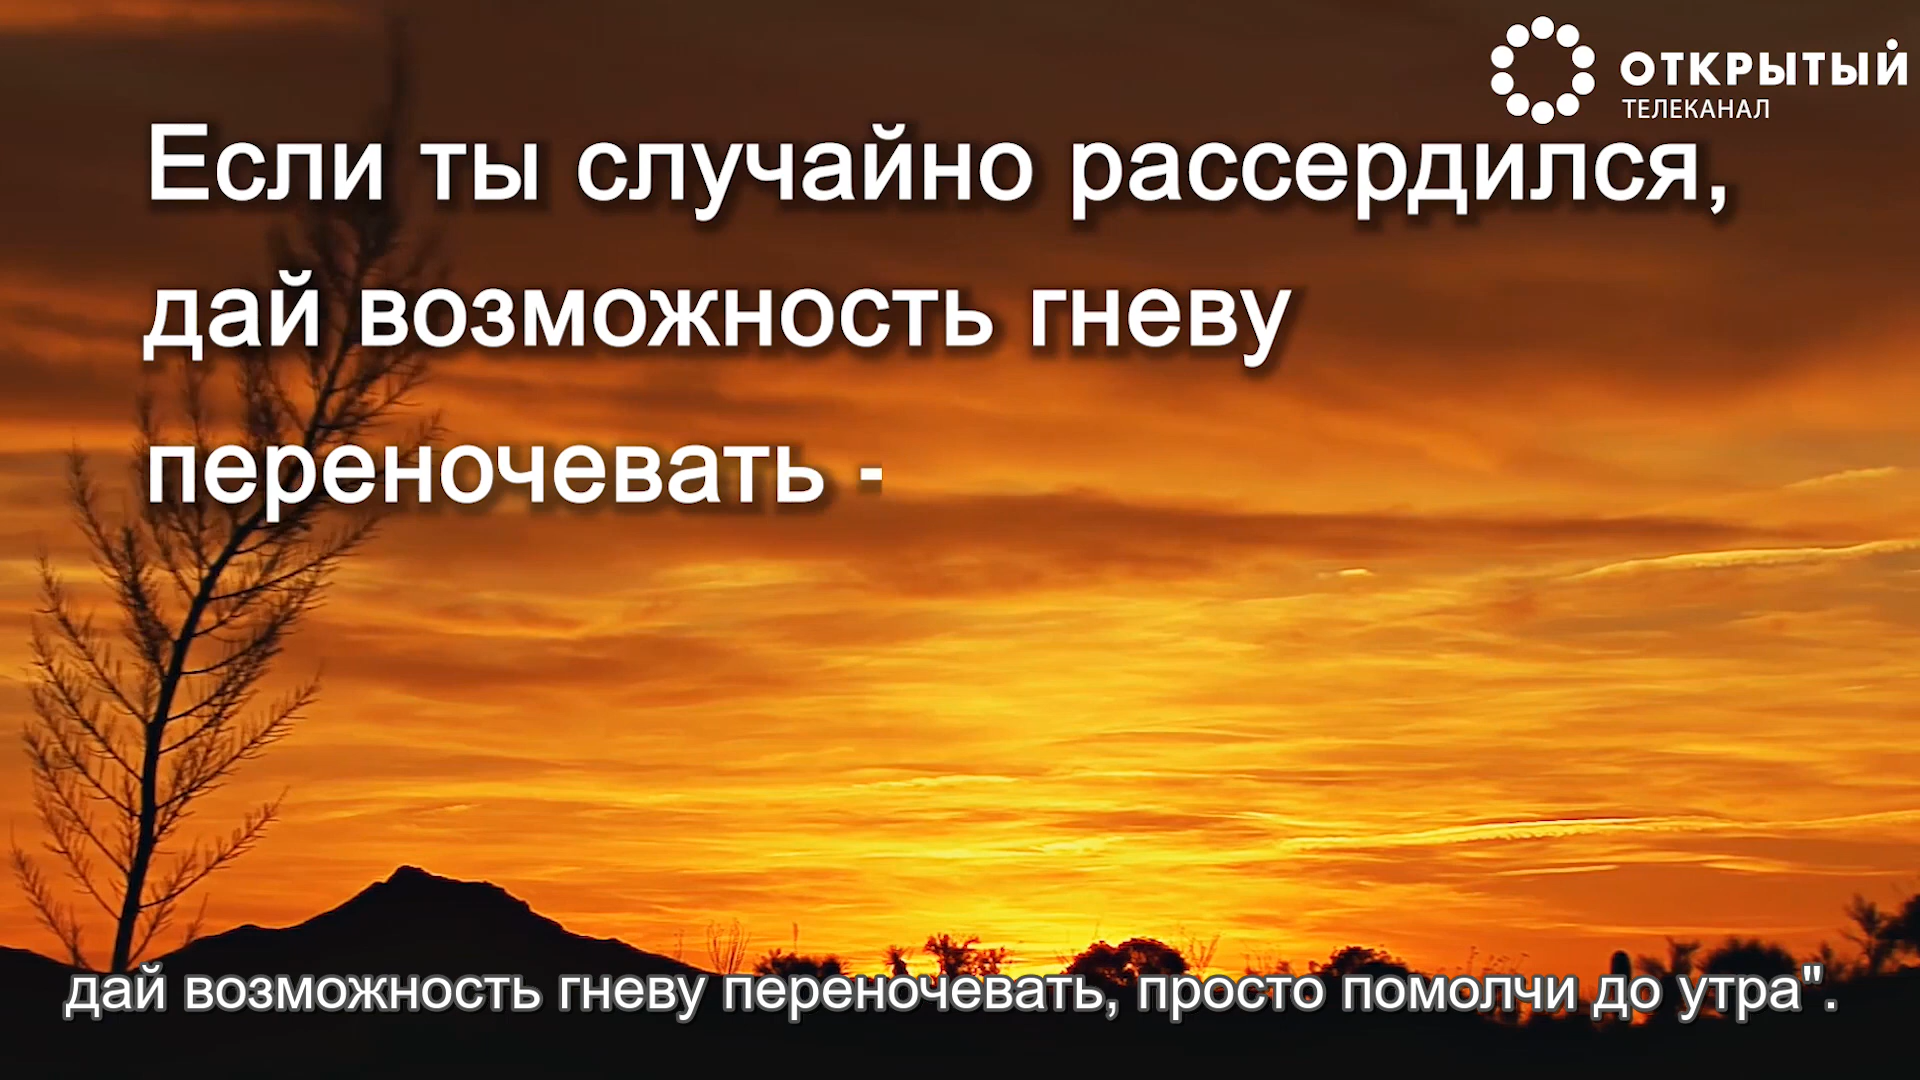 ОТКРЫТЫЙ
ТЕЛЕКАНАЛ
Если ты случайно рассердился,
дай возможность гневу
переночевать -
дай возможность гневу переночевать, просто помолчи до утра".